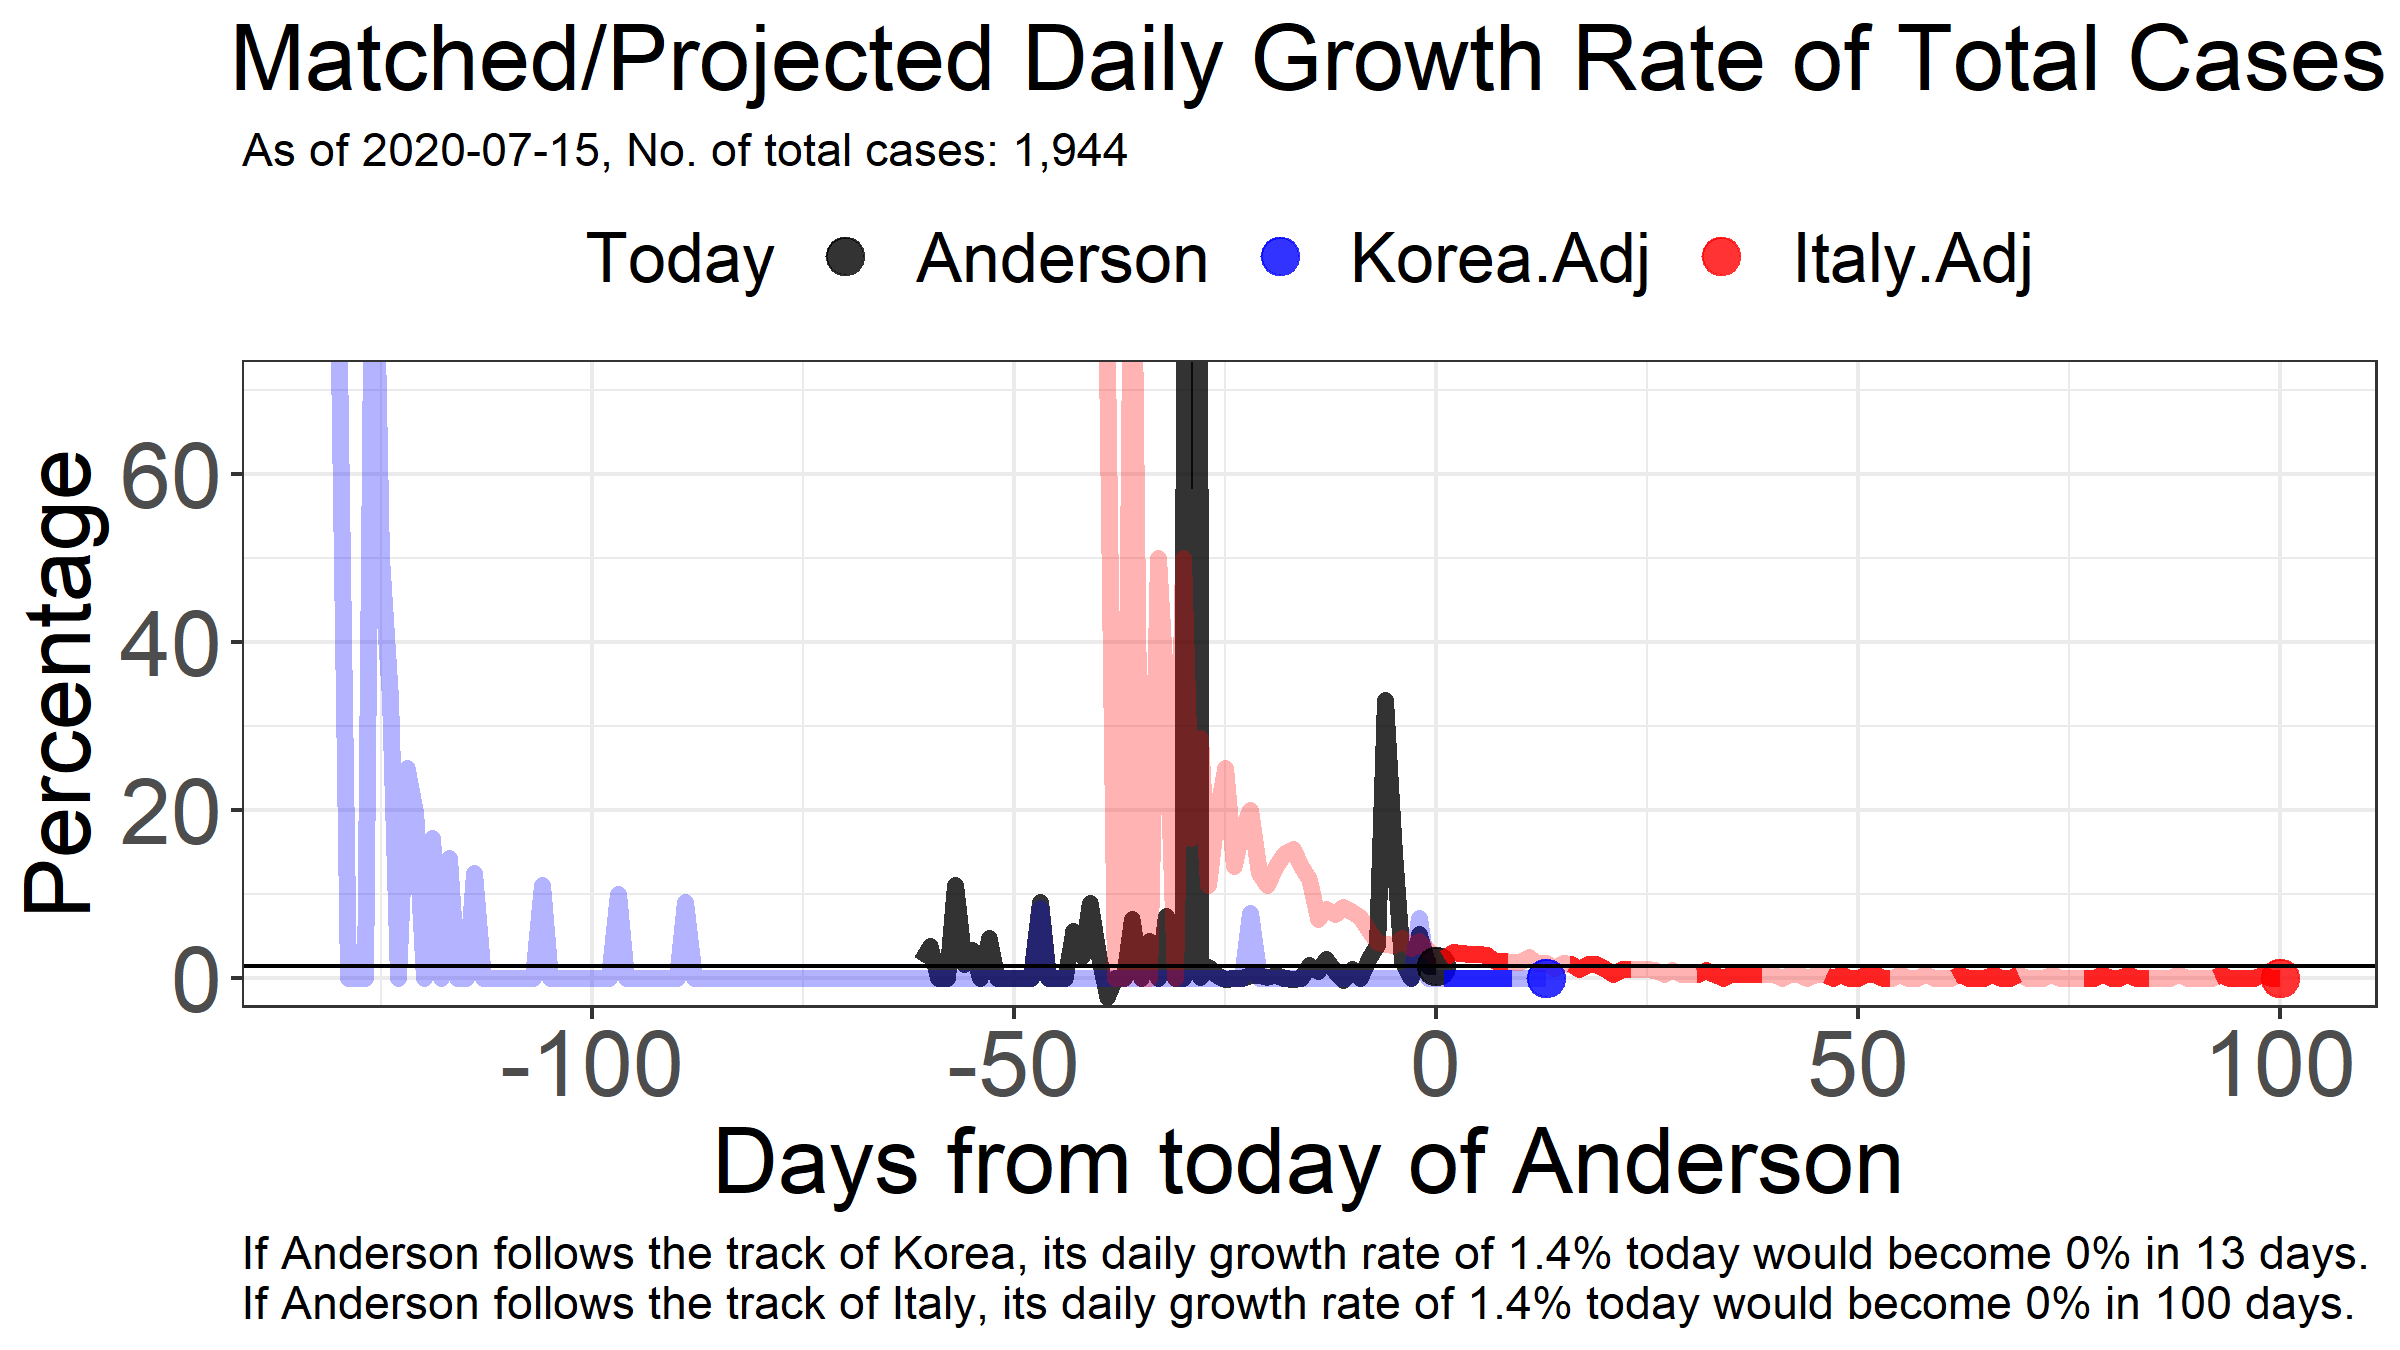 Matched/Projected Daily Growth Rate of Total Cases
As of 2020-07-15, No. of total cases: 1,944
Today Anderson Korea.Adj Italy.Adj
Percentage
60
40
20
0
-100 -50 0 50 100
Days from today of Anderson
If Anderson follows the track of Korea, its daily growth rate of 1.4% today would become 0% in 13 days.
If Anderson follows the track of Italy, its daily growth rate of 1.4% today would become 0% in 100 days.